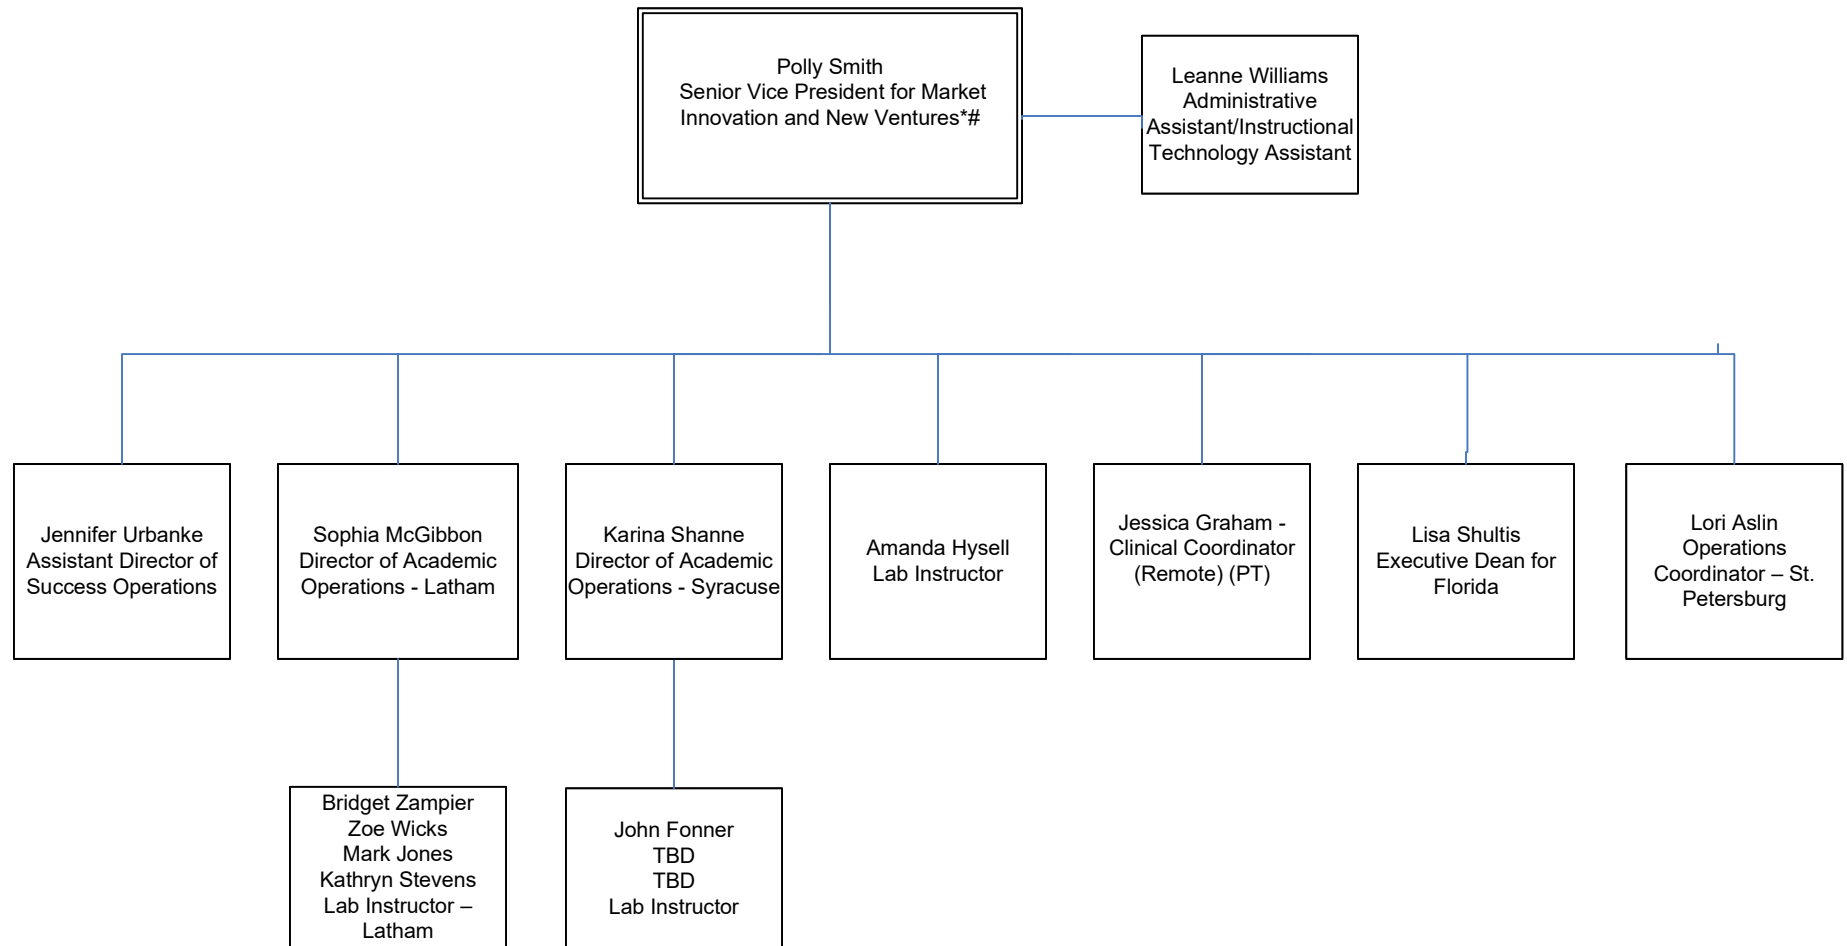 Polly Smith
Senior Vice President for Market
Innovation and New Ventures*#
Leanne Williams
Administrative
Assistant/Instructional
Technology Assistant
Jennifer Urbanke
Assistant Director of
Success Operations
Sophia McGibbon
Director of Academic
Operations - Latham
Karina Shanne
Director of Academic
Operations - Syracuse
Amanda Hysell
Lab Instructor
Jessica Graham -
Clinical Coordinator
(Remote) (PT)
Lisa Shultis
Executive Dean for
Florida
Lori Aslin
Operations
Coordinator – St.
Petersburg
Bridget Zampier
Zoe Wicks
Mark Jones
Kathryn Stevens
Lab Instructor –
Latham
John Fonner
TBD
TBD
Lab Instructor